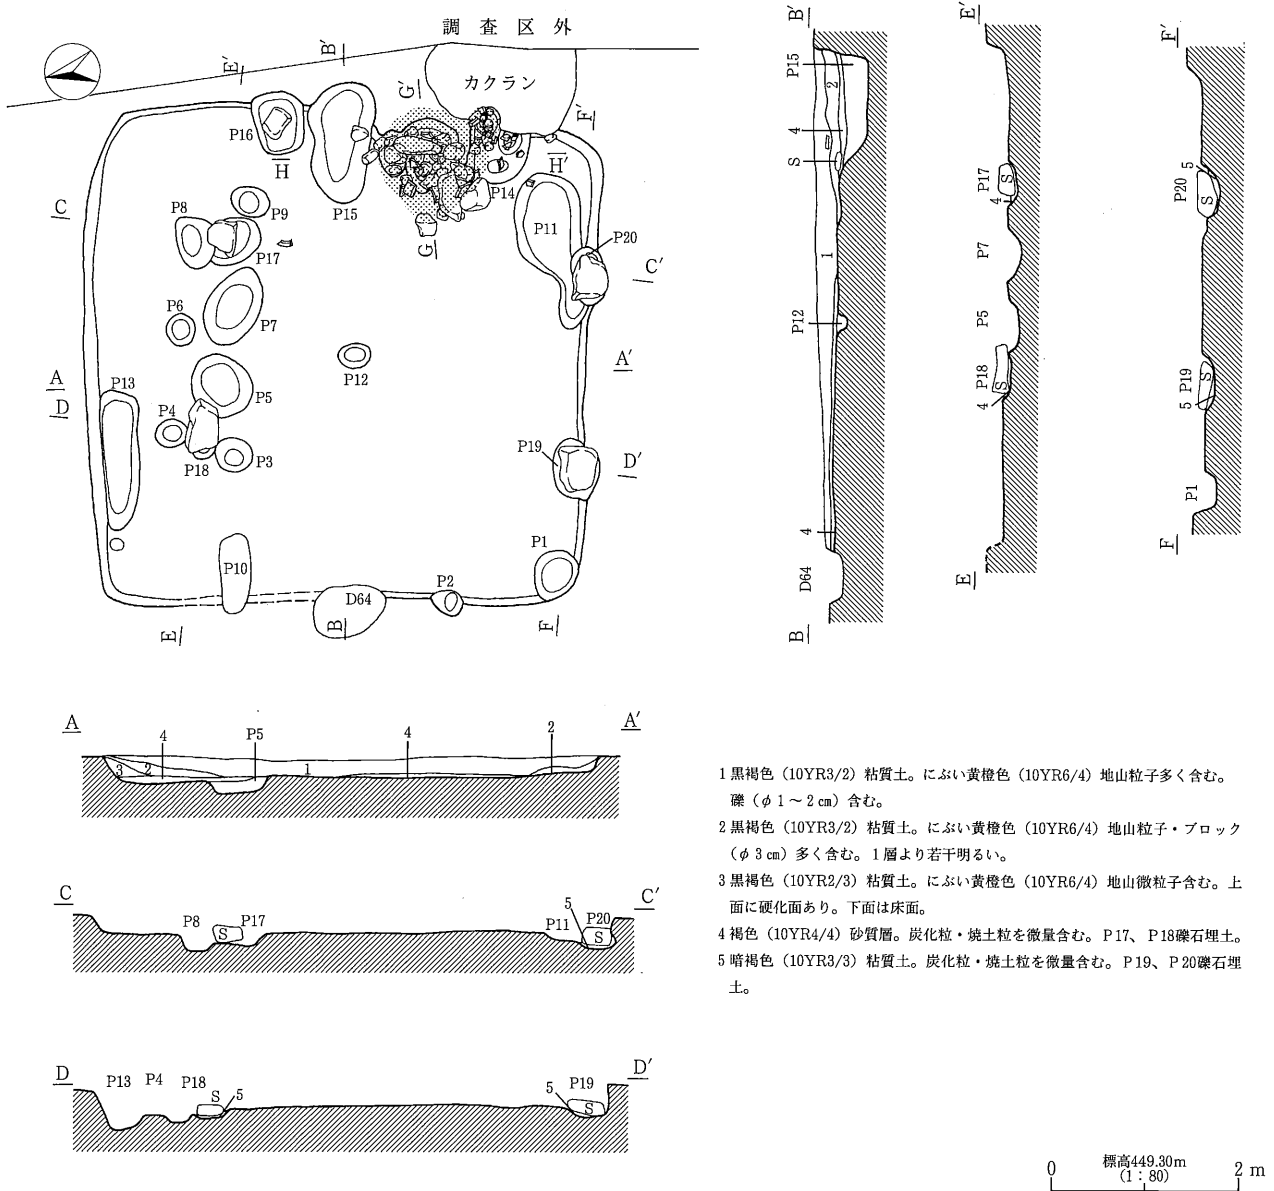 調査区外
カクラン
B′
E′
G′
F′
P16
H
H′
P15
P14
C
P8
P9
P11
P20
P17
G
C′
P6
P7
A′
P12
A
D
P13
P5
P4
P19
D′
P18
P3
P1
P10
P2
D64
E
B
F
B′
P15
2
4
S
1
P12
4
D64
B
E′
P17
S
4
P7
P5
P18
S
4
E
F′
5
P20
S
P19
S
5
P1
F
A
A′
4
P5
4
2
3
2
1
C
C′
P8
P17
S
P11
5
P20
S
D
D′
P13
P4
P18
S
5
5
P19
S
1 黒褐色（10YR3/2）粘質土。にぶい黄橙色（10YR6/4）地山粒子多く含む。
礫（φ1～2㎝）含む。
2 黒褐色（10YR3/2）粘質土。にぶい黄橙色（10YR6/4）地山粒子・ブロック
（φ3㎝）多く含む。1層より若干明るい。
3 黒褐色（10YR2/3）粘質土。にぶい黄橙色（10YR6/4）地山微粒子含む。上
面に硬化面あり。下面は床面。
4 褐色（10YR4/4）砂質層。炭化粒・焼土粒を微量含む。P17、P18礫石埋土。
5 暗褐色（10YR3/3）粘質土。炭化粒・焼土粒を微量含む。P19、P20礫石埋
土。
標高449.30m
0 （1：80） 2 m